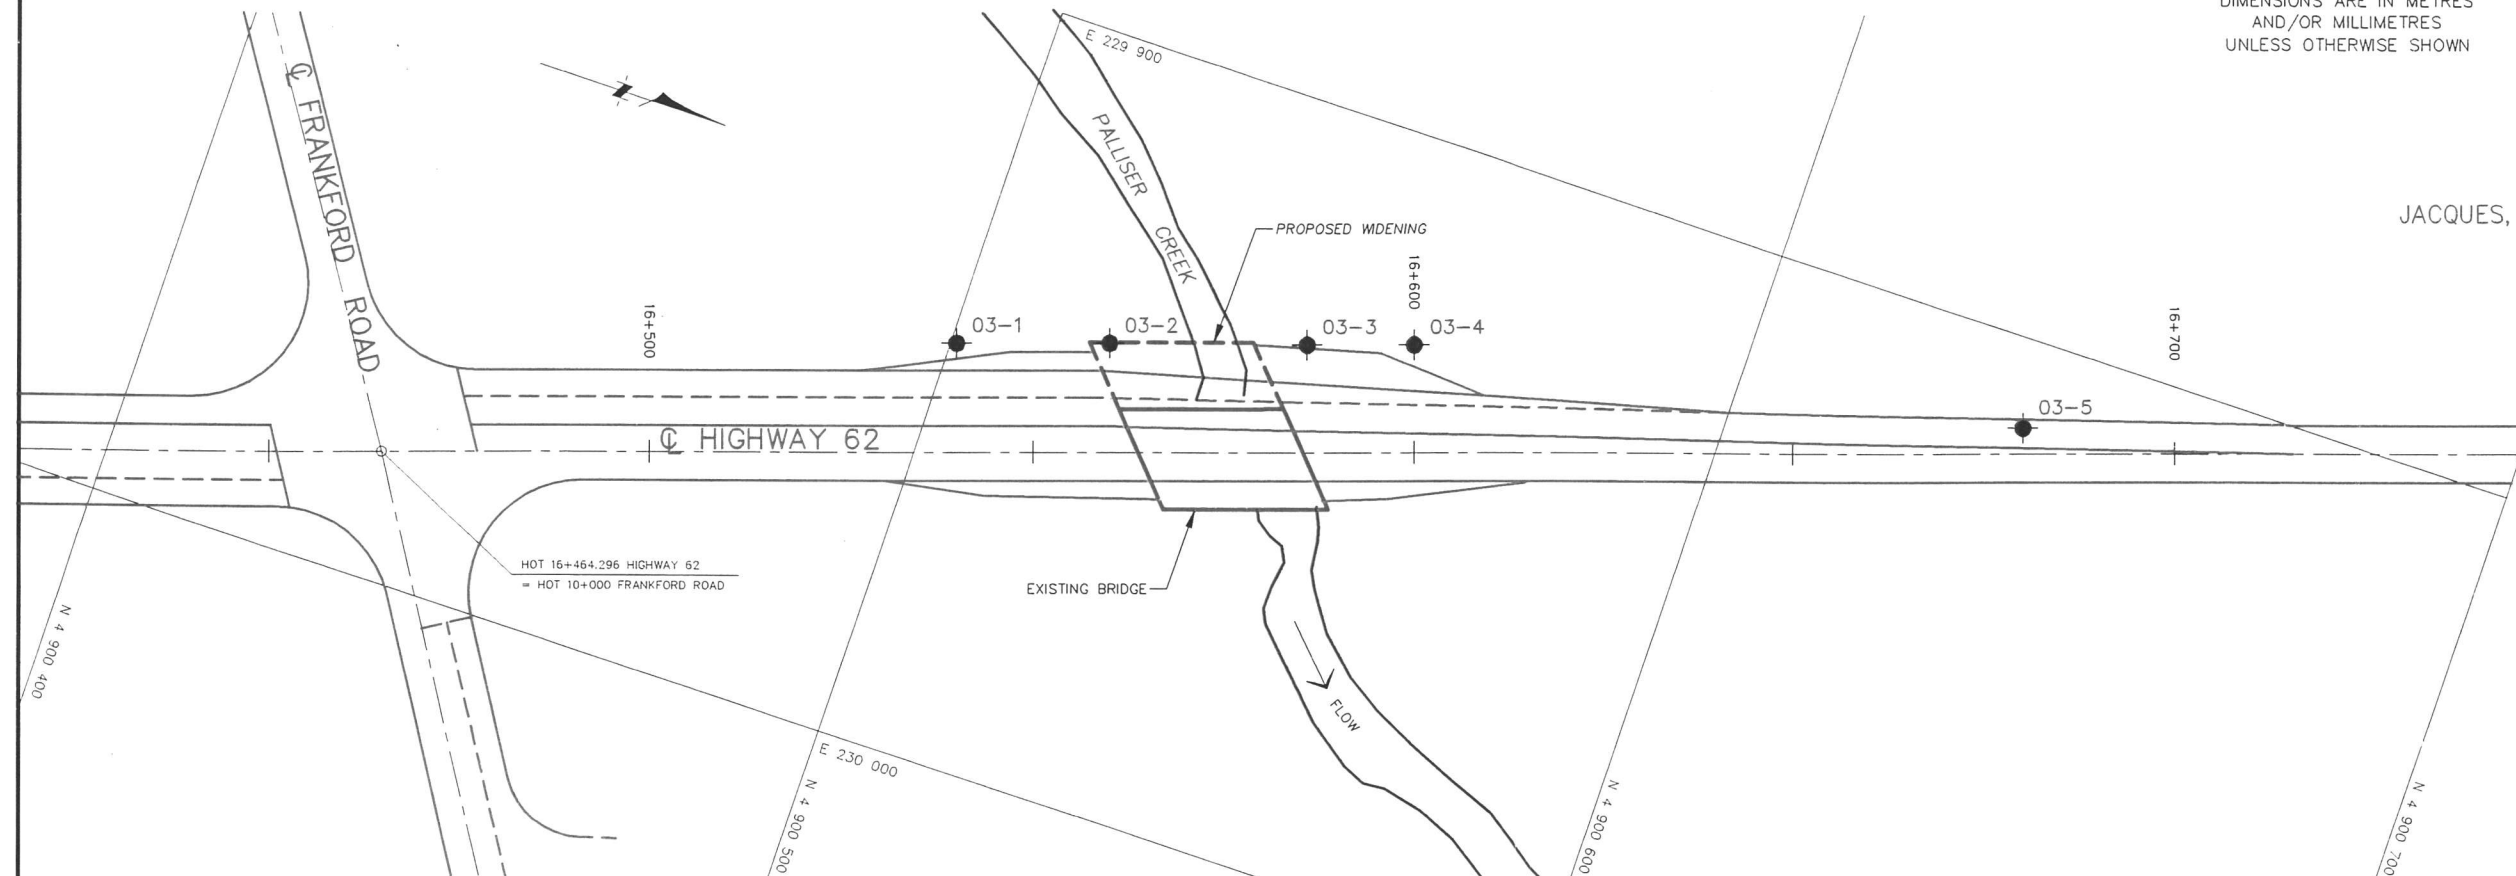 DIMENSIONS ARE IN METRES
AND/OR MILLIMETRES
UNLESS OTHERWISE SHOWN
E 229 900
℄ FRANKFORD ROAD
PALLISER CREEK
JACQUES,
PROPOSED WIDENING
16+500
16+600
16+700
03-1
03-2
03-3
03-4
03-5
℄ HIGHWAY 62
HOT 16+464.296 HIGHWAY 62
= HOT 10+000 FRANKFORD ROAD
EXISTING BRIDGE
N 4 900 400
FLOW
E 230 000
N 4 900 500
N 4 900 600
N 4 900 700